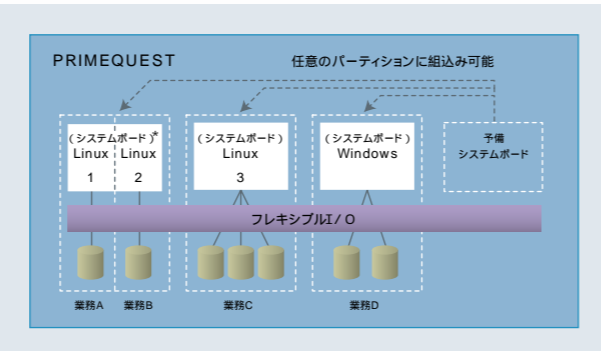 PRIMEQUEST
任意のパーティションに組込み可能
(システムボード)*
Linux Linux
1 2
(システムボード)
Linux
3
(システムボード)
Windows
予備
システムボード
フレキシブルI/O
業務A 業務B 業務C 業務D